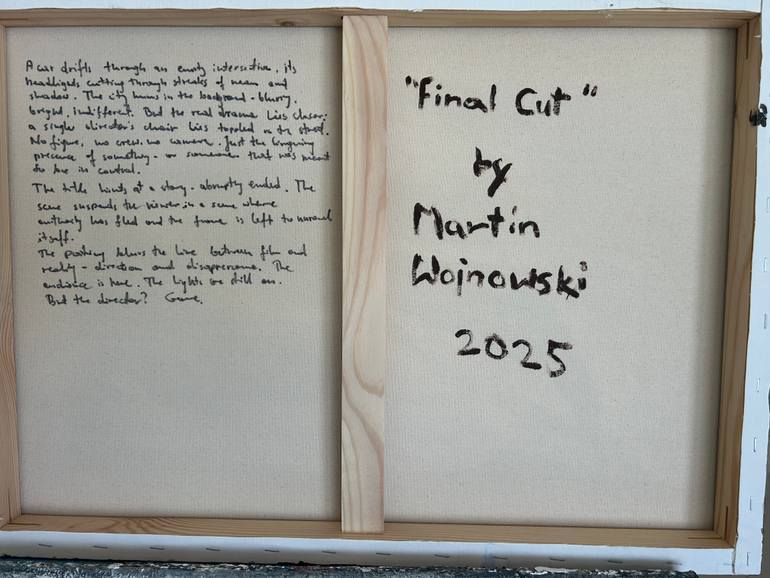 A car drifts through an empty intersection, its
headlights cutting through streaks of neon and
shadow. The city hums in the background - blurry,
bright, indifferent. But the real drama lies closer:
a single director's chair lies toppled in the street.
No figure, no crew, no camera. Just the lingering
presence of something - or someone that was meant
to be in control.
The title hints at a story - abruptly ended. The
scene suspends the viewer in a scene where
authority has fled and the frame is left to unravel
itself.
The painting blurs the line between film and
reality - direction and disappearance. The
audience is here. The lights are still on.
But the director? Gone.
"Final Cut"
by
Martin
Wojnowski
2025